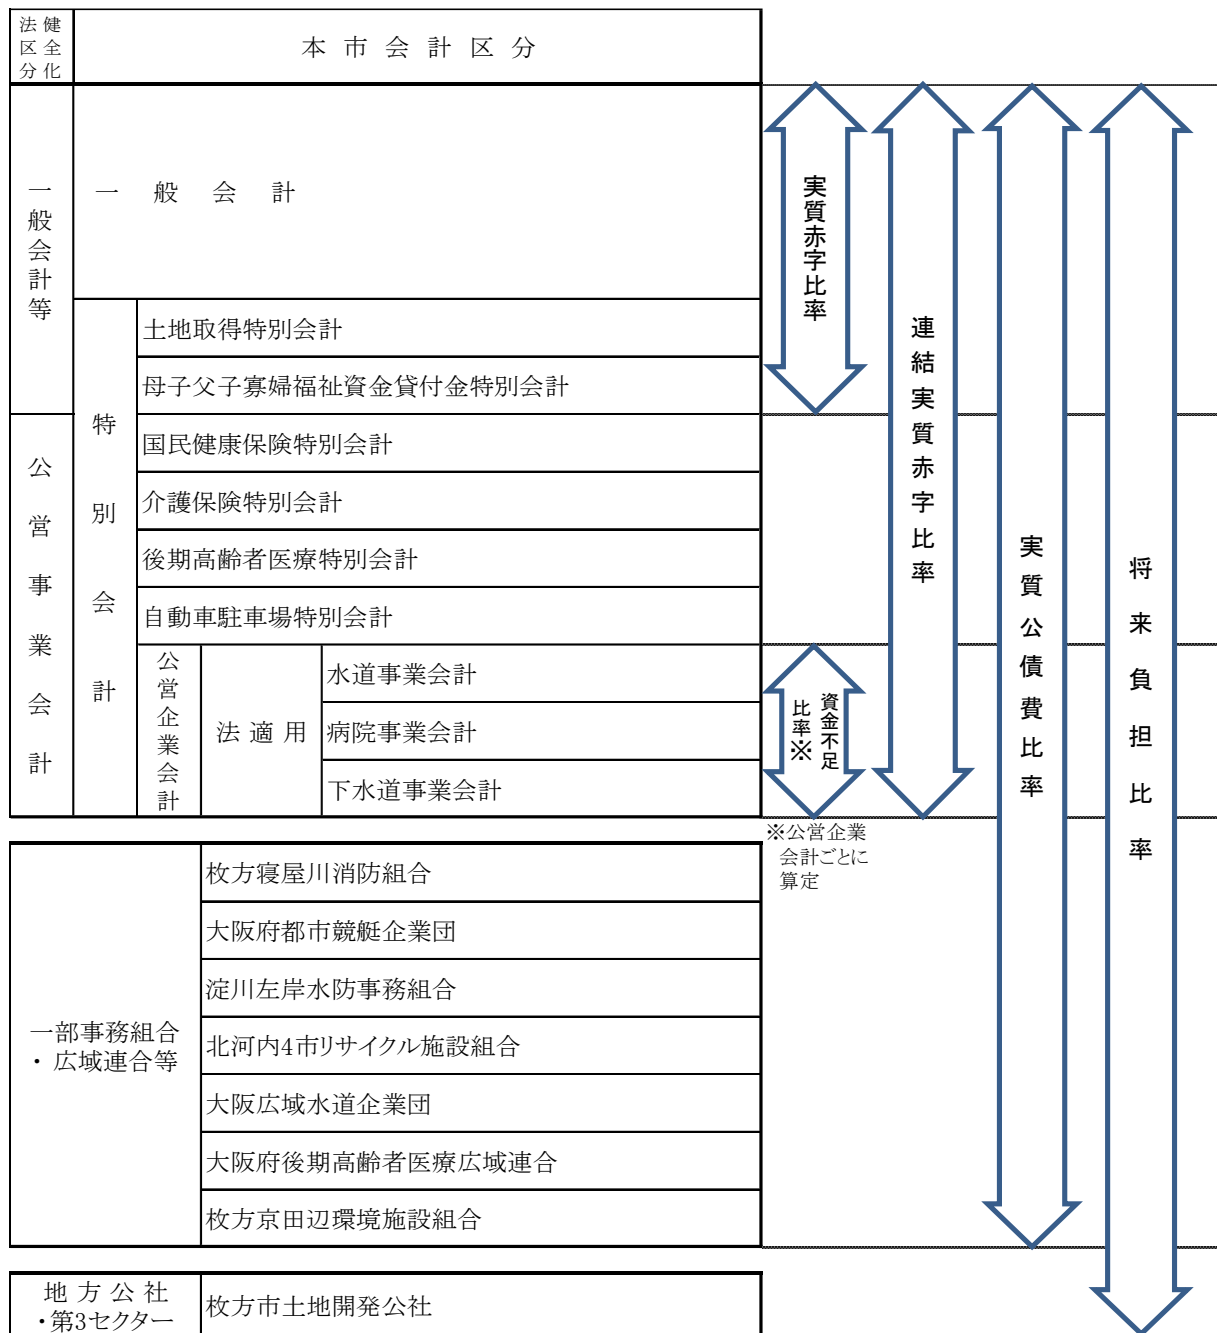 健全化
法区分
本市会計区分
一般会計等
一般会計
特別会計
土地取得特別会計
母子父子寡婦福祉資金貸付金特別会計
公営事業会計
国民健康保険特別会計
介護保険特別会計
後期高齢者医療特別会計
自動車駐車場特別会計
公営企業会計
法適用
水道事業会計
病院事業会計
下水道事業会計
実質赤字比率
連結実質赤字比率
実質公債費比率
将来負担比率
資金不足
比率※
※公営企業
会計ごとに
算定
一部事務組合
・広域連合等
枚方寝屋川消防組合
大阪府都市競艇企業団
淀川左岸水防事務組合
北河内4市リサイクル施設組合
大阪広域水道企業団
大阪府後期高齢者医療広域連合
枚方京田辺環境施設組合
地方公社
・第3セクター
枚方市土地開発公社